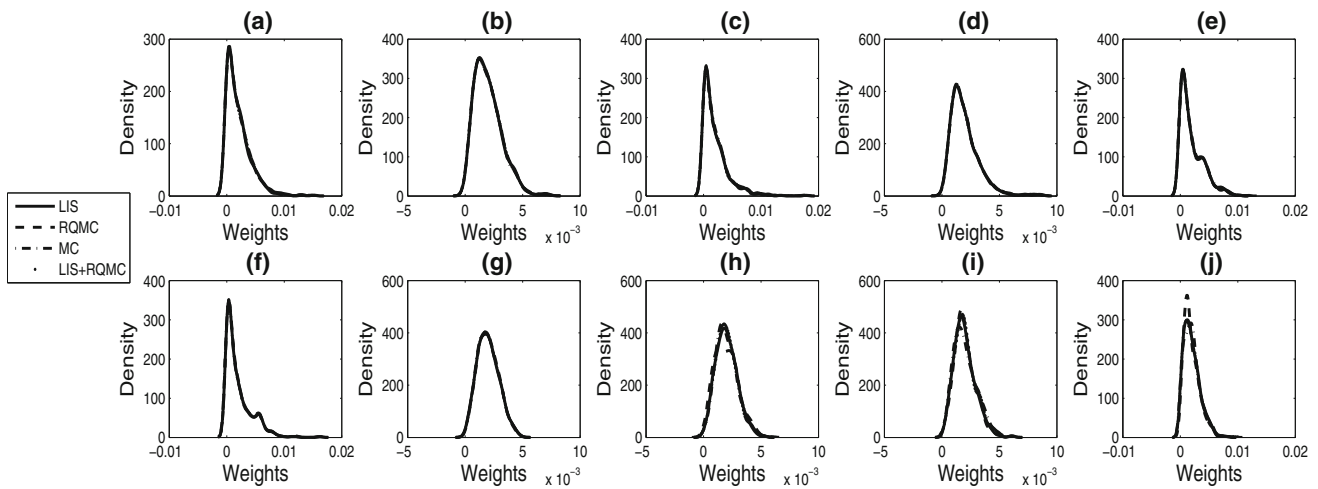 (a) (b) (c) (d) (e)
300 400 400 600 400
200 300 300 400 300
100 200 200 200 200
0 100 100 0 100
0 0 0
Density Density Density Density Density
−0.01 0 0.01 0.02 −5 0 5 10 −0.01 0 0.01 0.02 −5 0 5 10 −0.01 0 0.01 0.02
Weights Weights Weights Weights Weights
x 10⁻³ x 10⁻³
LIS
RQMC
MC
LIS+RQMC
(f) (g) (h) (i) (j)
400 600 600 600 400
300 400 400 400 300
200 200 200 200 200
100 0 0 0 100
0 0
Density Density Density Density Density
−0.01 0 0.01 0.02 −5 0 5 10 −5 0 5 10 −5 0 5 10 −0.01 0 0.01 0.02
Weights Weights Weights Weights Weights
x 10⁻³ x 10⁻³ x 10⁻³